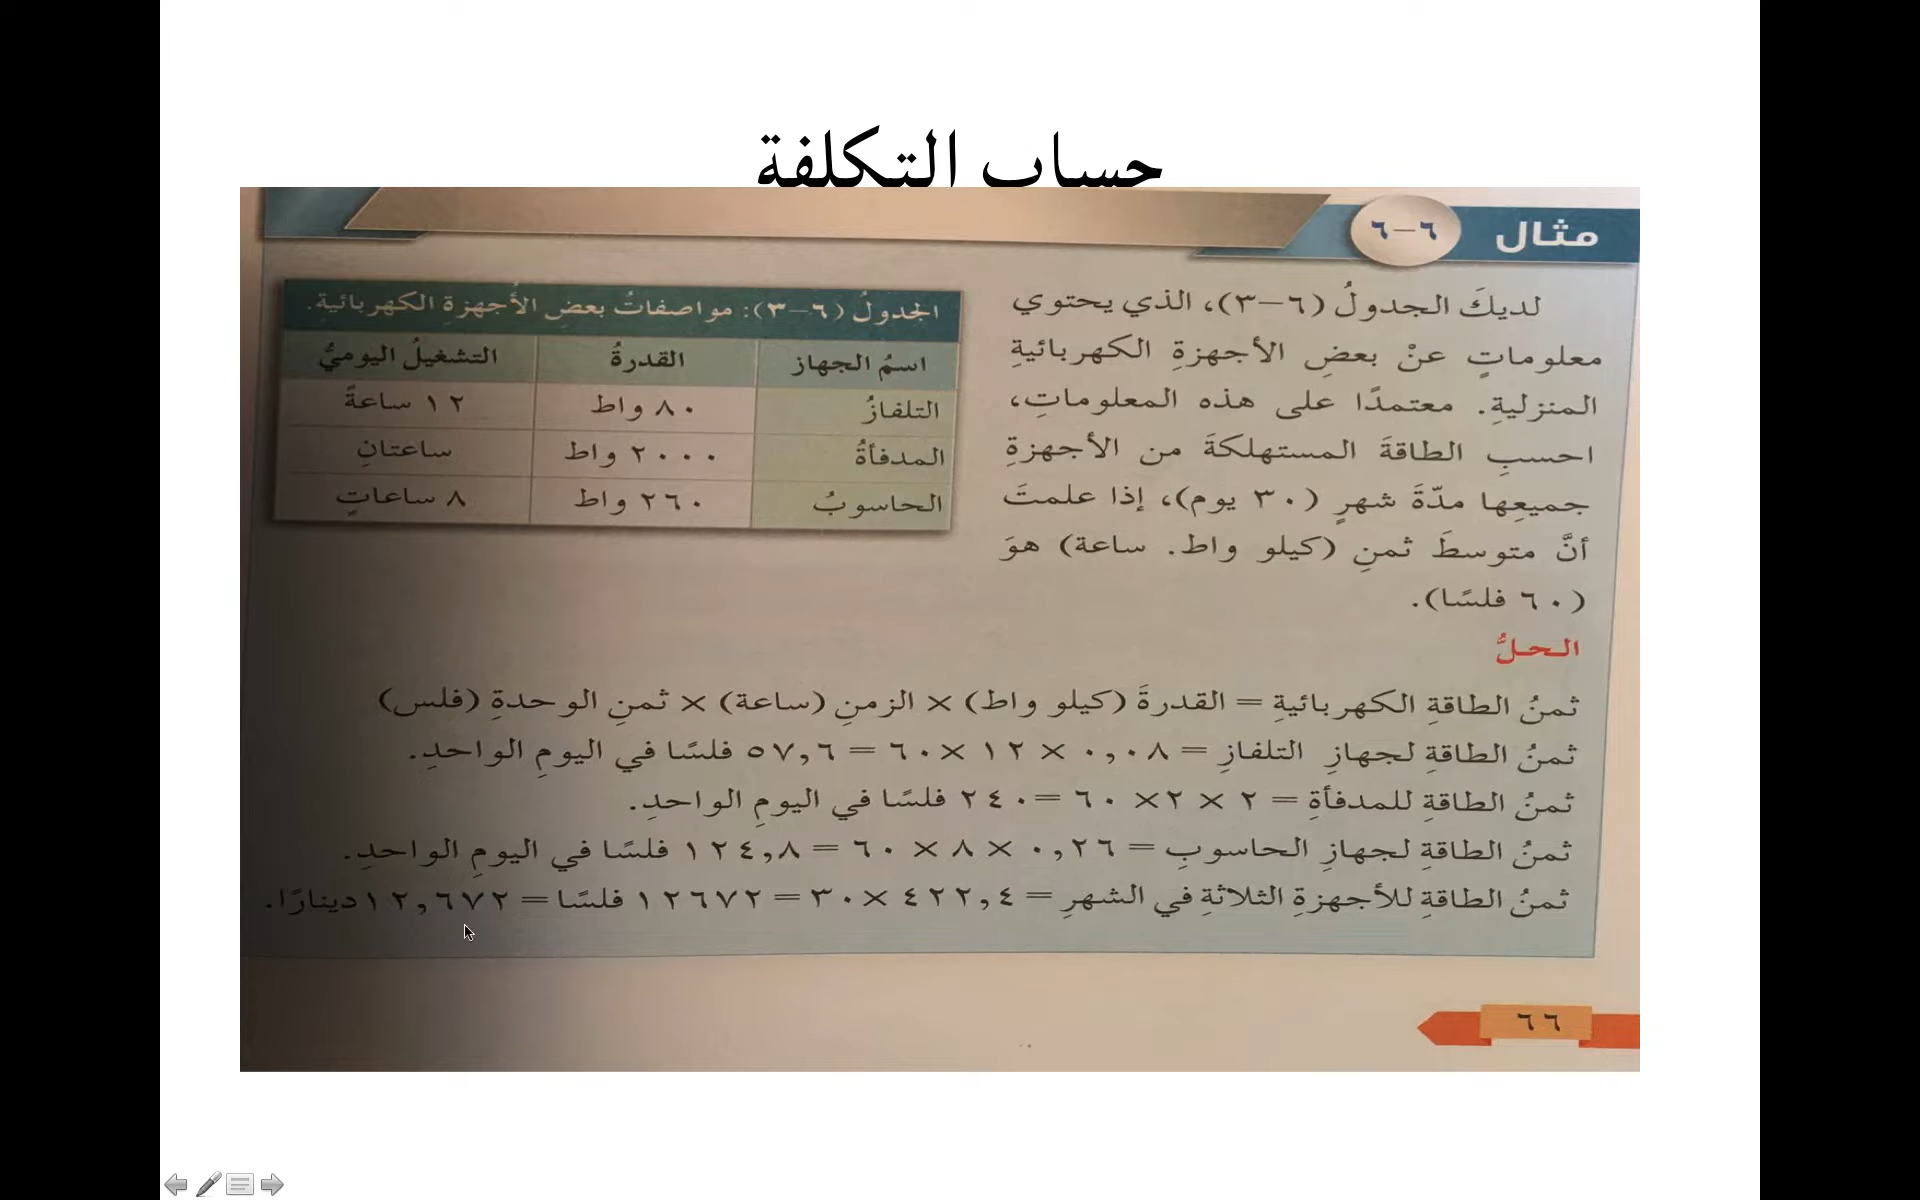 حساب التكلفة
مثال ٦-٦
لديكَ الجدولُ (٦-٣)، الذي يحتوي
معلوماتٍ عنْ بعضِ الأجهزةِ الكهربائيةِ
المنزليةِ. معتمدًا على هذه المعلوماتِ،
احسبِ الطاقةَ المستهلكةَ من الأجهزةِ
جميعِها مدّةَ شهرٍ (٣٠ يوم)، إذا علمتَ
أنَّ متوسطَ ثمنِ (كيلو واط. ساعة) هوَ
(٦٠ فلسًا).
الجدولُ (٦-٣): مواصفاتُ بعضِ الأجهزةِ الكهربائيةِ.
اسمُ الجهاز القدرةُ التشغيلُ اليوميُّ
التلفازُ ٨٠ واط ١٢ ساعةً
المدفأةُ ٢٠٠٠ واط ساعتانِ
الحاسوبُ ٢٦٠ واط ٨ ساعاتٍ
الحلُّ
ثمنُ الطاقةِ الكهربائيةِ = القدرةَ (كيلو واط) × الزمنِ (ساعة) × ثمنِ الوحدةِ (فلس)
ثمنُ الطاقةِ لجهازِ التلفازِ = ٠,٠٨ × ١٢ × ٦٠ = ٥٧,٦ فلسًا في اليومِ الواحدِ.
ثمنُ الطاقةِ للمدفأةِ = ٢ × ٢× ٦٠ =٢٤٠ فلسًا في اليومِ الواحدِ.
ثمنُ الطاقةِ لجهازِ الحاسوبِ = ٠,٢٦ × ٨ × ٦٠ = ١٢٤,٨ فلسًا في اليومِ الواحدِ.
ثمنُ الطاقةِ للأجهزةِ الثلاثةِ في الشهرِ = ٤٢٢,٤ ×٣٠ =١٢٦٧٢ فلسًا =١٢,٦٧٢ دينارًا.
٦٦